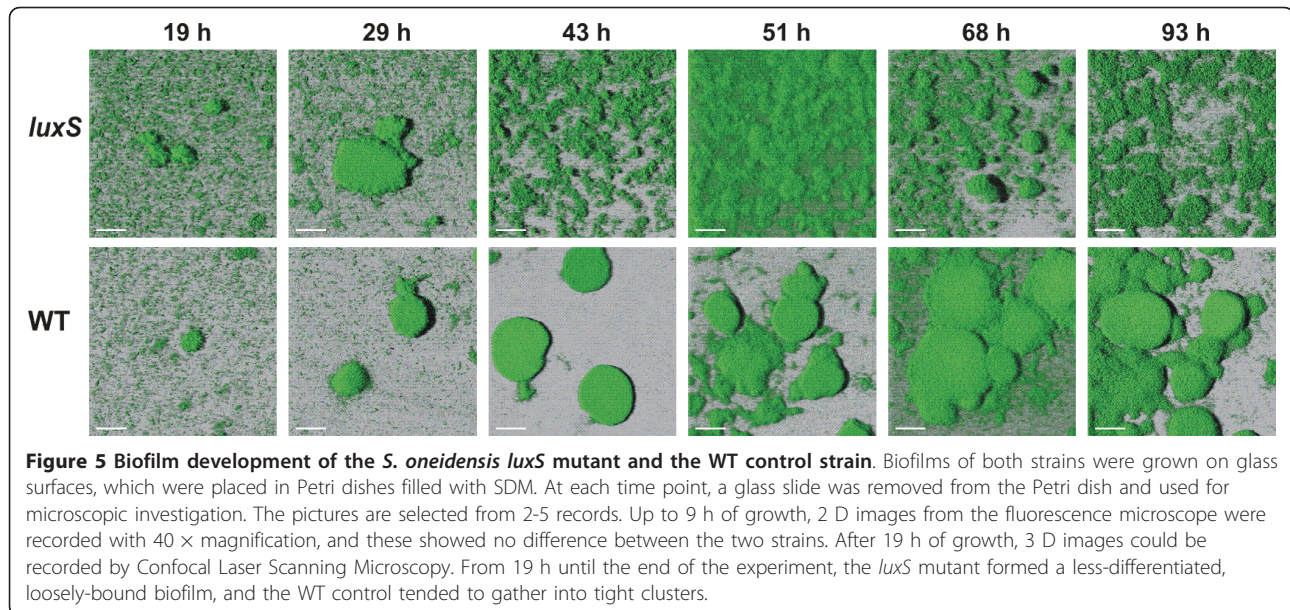 19 h 29 h 43 h 51 h 68 h 93 h
luxS
WT
Figure 5 Biofilm development of the S. oneidensis luxS mutant and the WT control strain. Biofilms of both strains were grown on glass
surfaces, which were placed in Petri dishes filled with SDM. At each time point, a glass slide was removed from the Petri dish and used for
microscopic investigation. The pictures are selected from 2-5 records. Up to 9 h of growth, 2 D images from the fluorescence microscope were
recorded with 40 × magnification, and these showed no difference between the two strains. After 19 h of growth, 3 D images could be
recorded by Confocal Laser Scanning Microscopy. From 19 h until the end of the experiment, the luxS mutant formed a less-differentiated,
loosely-bound biofilm, and the WT control tended to gather into tight clusters.